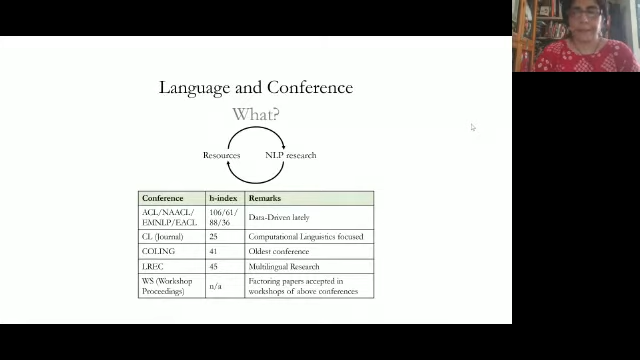 Language and Conference
What?
Resources NLP research
Conference h-index Remarks
ACL/NAACL/ 106/61/ Data-Driven lately
EMNLP/EACL 88/36
CL (Journal) 25 Computational Linguistics focused
COLING 41 Oldest conference
LREC 45 Multilingual Research
WS (Workshop n/a Factoring papers accepted in
Proceedings) workshops of above conferences